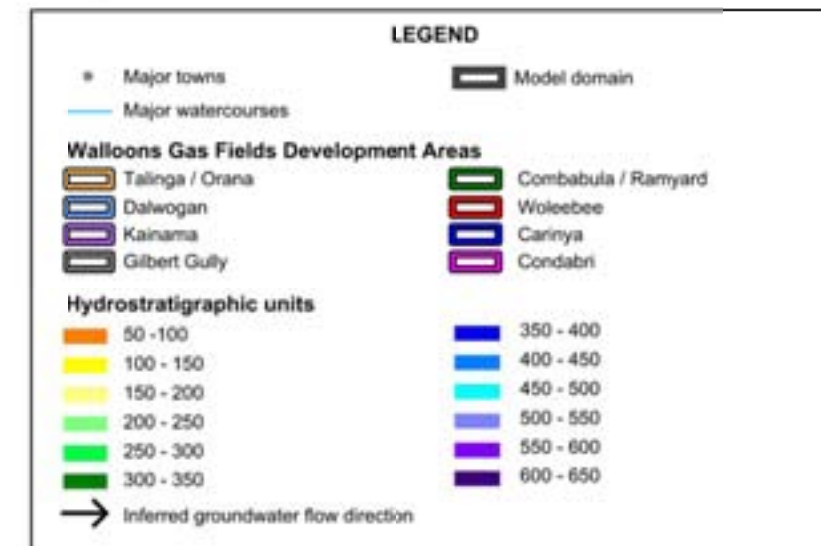 LEGEND
Major towns
Model domain
Major watercourses
Walloons Gas Fields Development Areas
Talinga / Orana
Combabula / Ramyard
Dalwogan
Woleebee
Kainama
Carinya
Gilbert Gully
Condabri
Hydrostratigraphic units
50 -100
350 - 400
100 - 150
400 - 450
150 - 200
450 - 500
200 - 250
500 - 550
250 - 300
550 - 600
300 - 350
600 - 650
Inferred groundwater flow direction